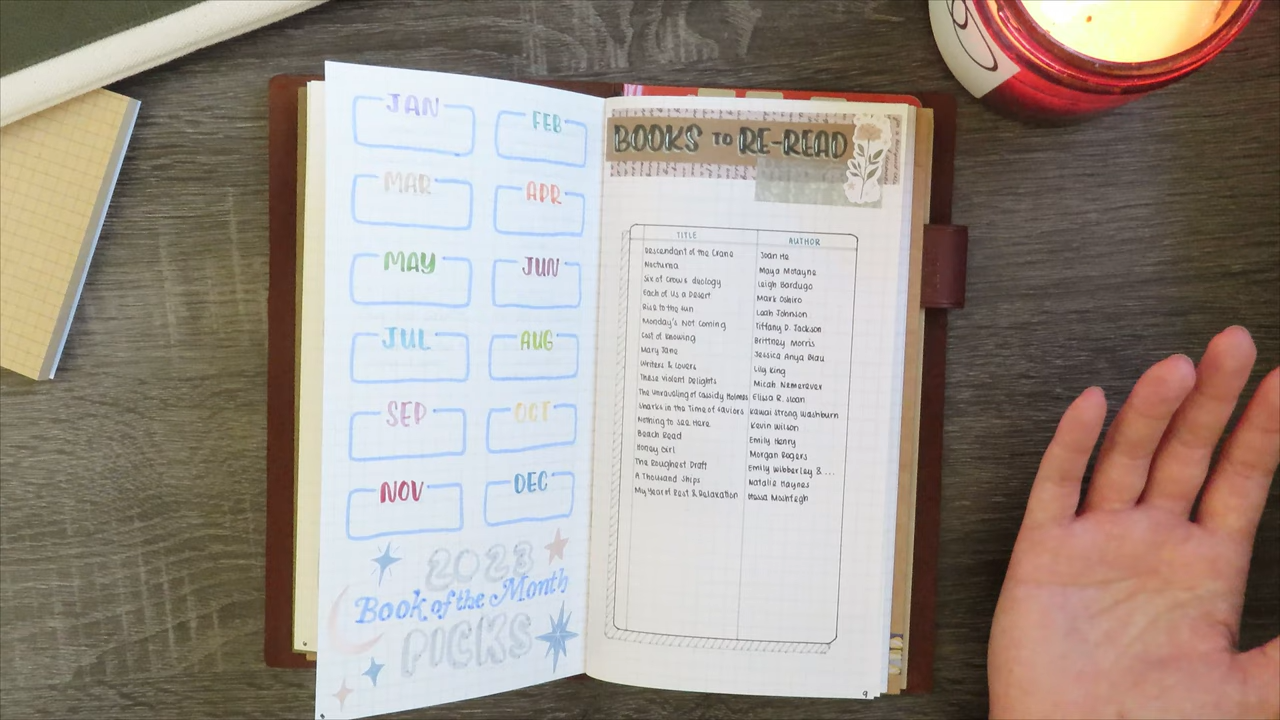 JAN
FEB
MAR
APR
MAY
JUN
JUL
AUG
SEP
OCT
NOV
DEC
2023
Book of the Month
PICKS
BOOKS TO RE-READ
TITLE AUTHOR
Descendant of the Crane Joan He
Nocturna Maya Motayne
Six of Crows duology Leigh Bardugo
Each of Us a Desert Mark Oshiro
Rise to the Sun Leah Johnson
Monday's Not Coming Tiffany D. Jackson
Cost of Knowing Brittney Morris
Mary Jane Jessica Anya Blau
Writers & Lovers Lily King
These Violent Delights Micah Nemerever
The Unraveling of Cassidy Holmes Elissa R. Sloan
Sharks in the Time of Saviors Kawai Strong Washburn
Nothing to See Here Kevin Wilson
Beach Read Emily Henry
Honey Girl Morgan Rogers
The Roughest Draft Emily Wibberley & ...
A Thousand Ships Natalie Haynes
My Year of Rest & Relaxation Otessa Moshfegh
9